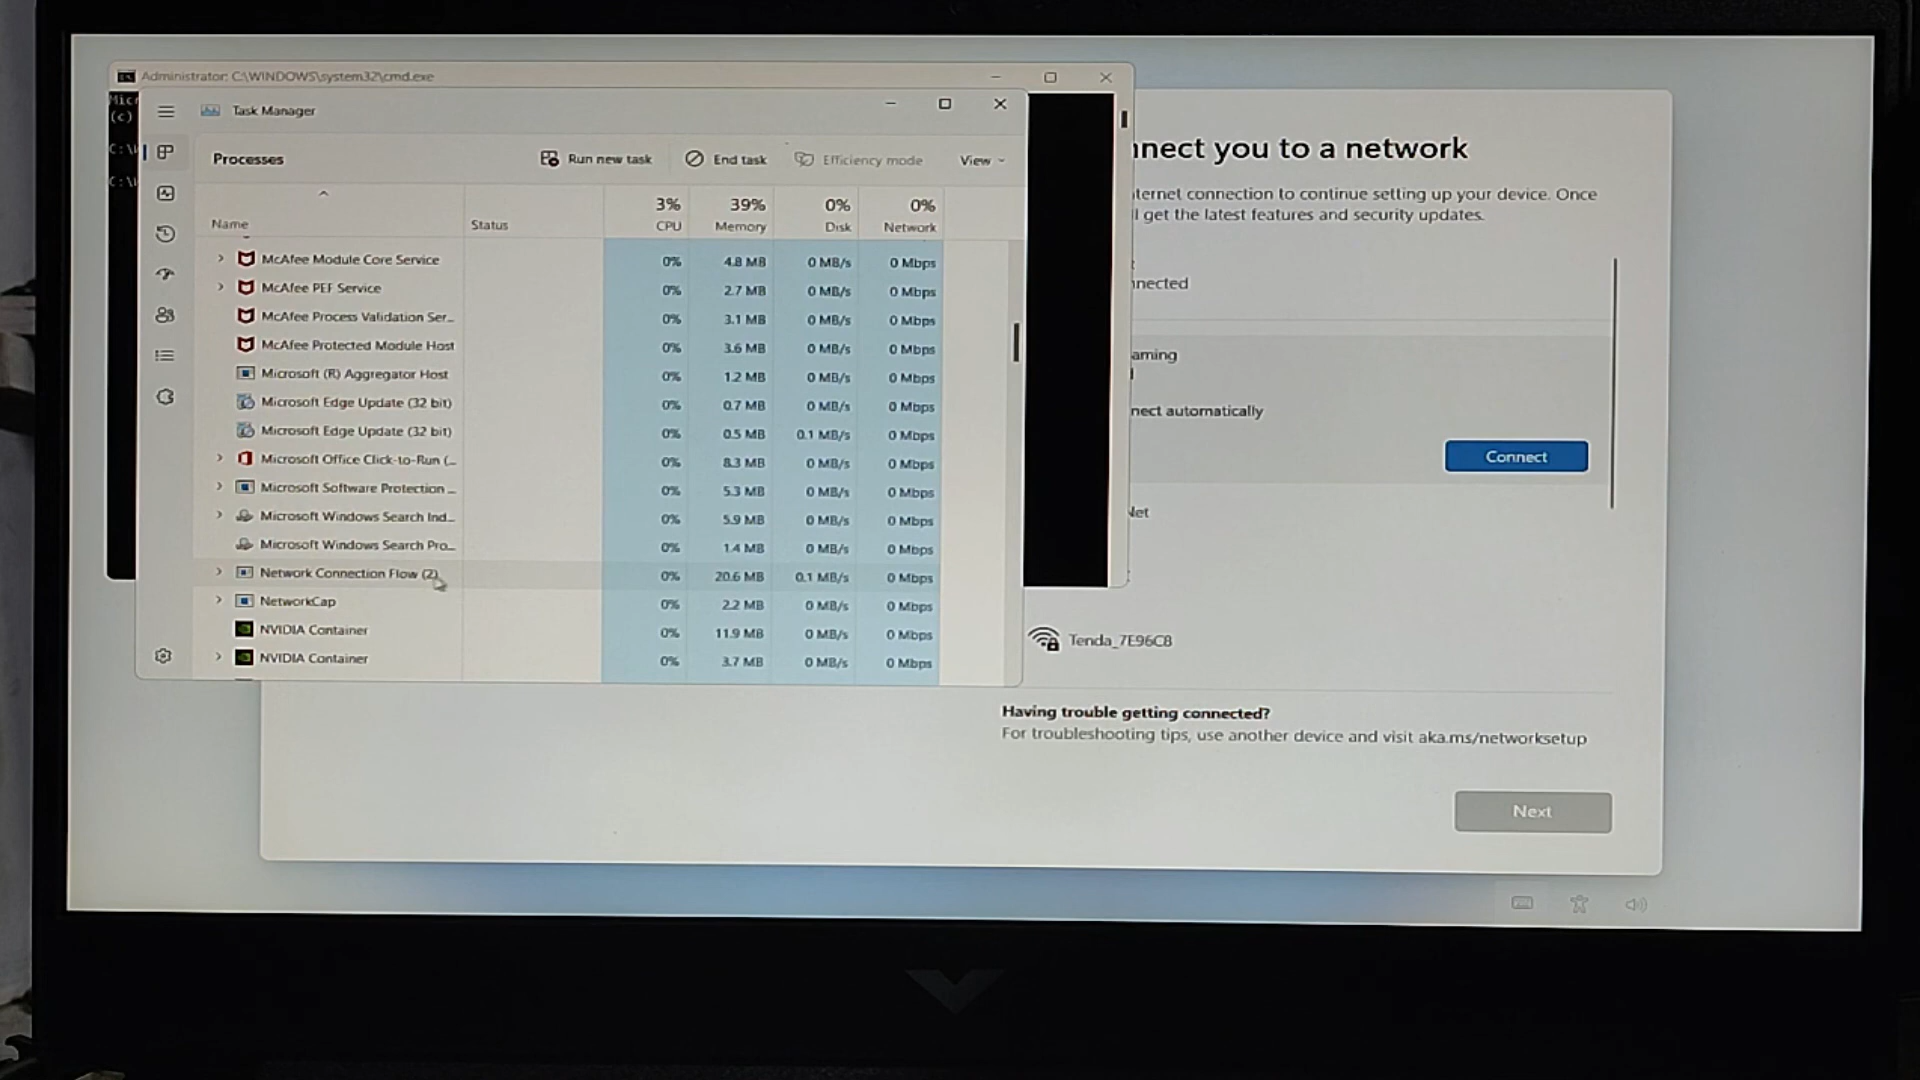 Administrator: C:\WINDOWS\system32\cmd.exe
(c)
Task Manager
Processes
Run new task
End task
Efficiency mode
View
3% 39% 0% 0%
Name Status CPU Memory Disk Network
McAfee Module Core Service 0% 4.8 MB 0 MB/s 0 Mbps
McAfee PEF Service 0% 2.7 MB 0 MB/s 0 Mbps
McAfee Process Validation Ser... 0% 3.1 MB 0 MB/s 0 Mbps
McAfee Protected Module Host 0% 3.6 MB 0 MB/s 0 Mbps
Microsoft (R) Aggregator Host 0% 1.2 MB 0 MB/s 0 Mbps
Microsoft Edge Update (32 bit) 0% 0.7 MB 0 MB/s 0 Mbps
Microsoft Edge Update (32 bit) 0% 0.5 MB 0.1 MB/s 0 Mbps
Microsoft Office Click-to-Run (... 0% 8.3 MB 0 MB/s 0 Mbps
Microsoft Software Protection ... 0% 5.3 MB 0 MB/s 0 Mbps
Microsoft Windows Search Ind... 0% 5.9 MB 0 MB/s 0 Mbps
Microsoft Windows Search Pro... 0% 1.4 MB 0 MB/s 0 Mbps
Network Connection Flow (2) 0% 20.6 MB 0.1 MB/s 0 Mbps
NetworkCap 0% 2.2 MB 0 MB/s 0 Mbps
NVIDIA Container 0% 11.9 MB 0 MB/s 0 Mbps
NVIDIA Container 0% 3.7 MB 0 MB/s 0 Mbps
nnect you to a network
ternet connection to continue setting up your device. Once
l get the latest features and security updates.
nnected
aming
nect automatically
Connect
Net
Tenda_7E96C8
Having trouble getting connected?
For troubleshooting tips, use another device and visit aka.ms/networksetup
Next